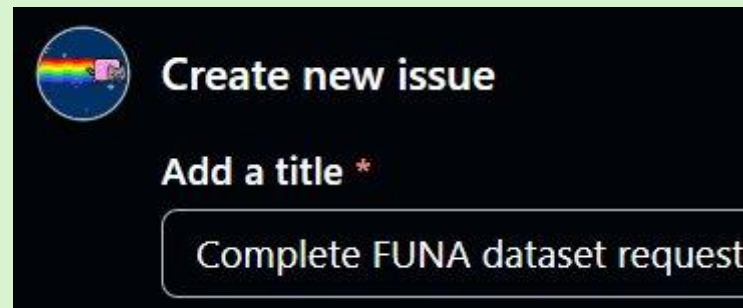 Create new issue
Add a title *
Complete FUNA dataset request